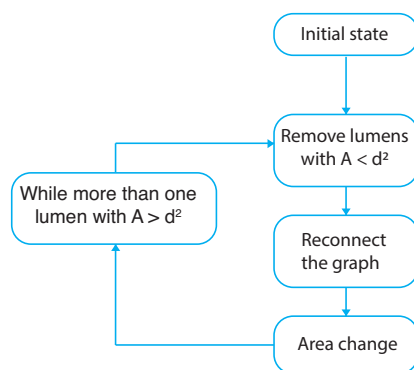 Initial state
Remove lumens
with A < d²
While more than one
lumen with A > d²
Reconnect
the graph
Area change